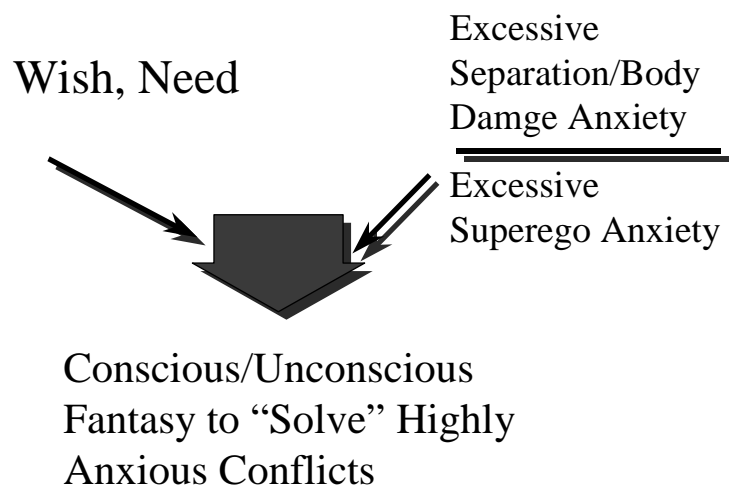 Wish, Need
Excessive
Separation/Body
Damge Anxiety
Excessive
Superego Anxiety
Conscious/Unconscious
Fantasy to “Solve” Highly
Anxious Conflicts